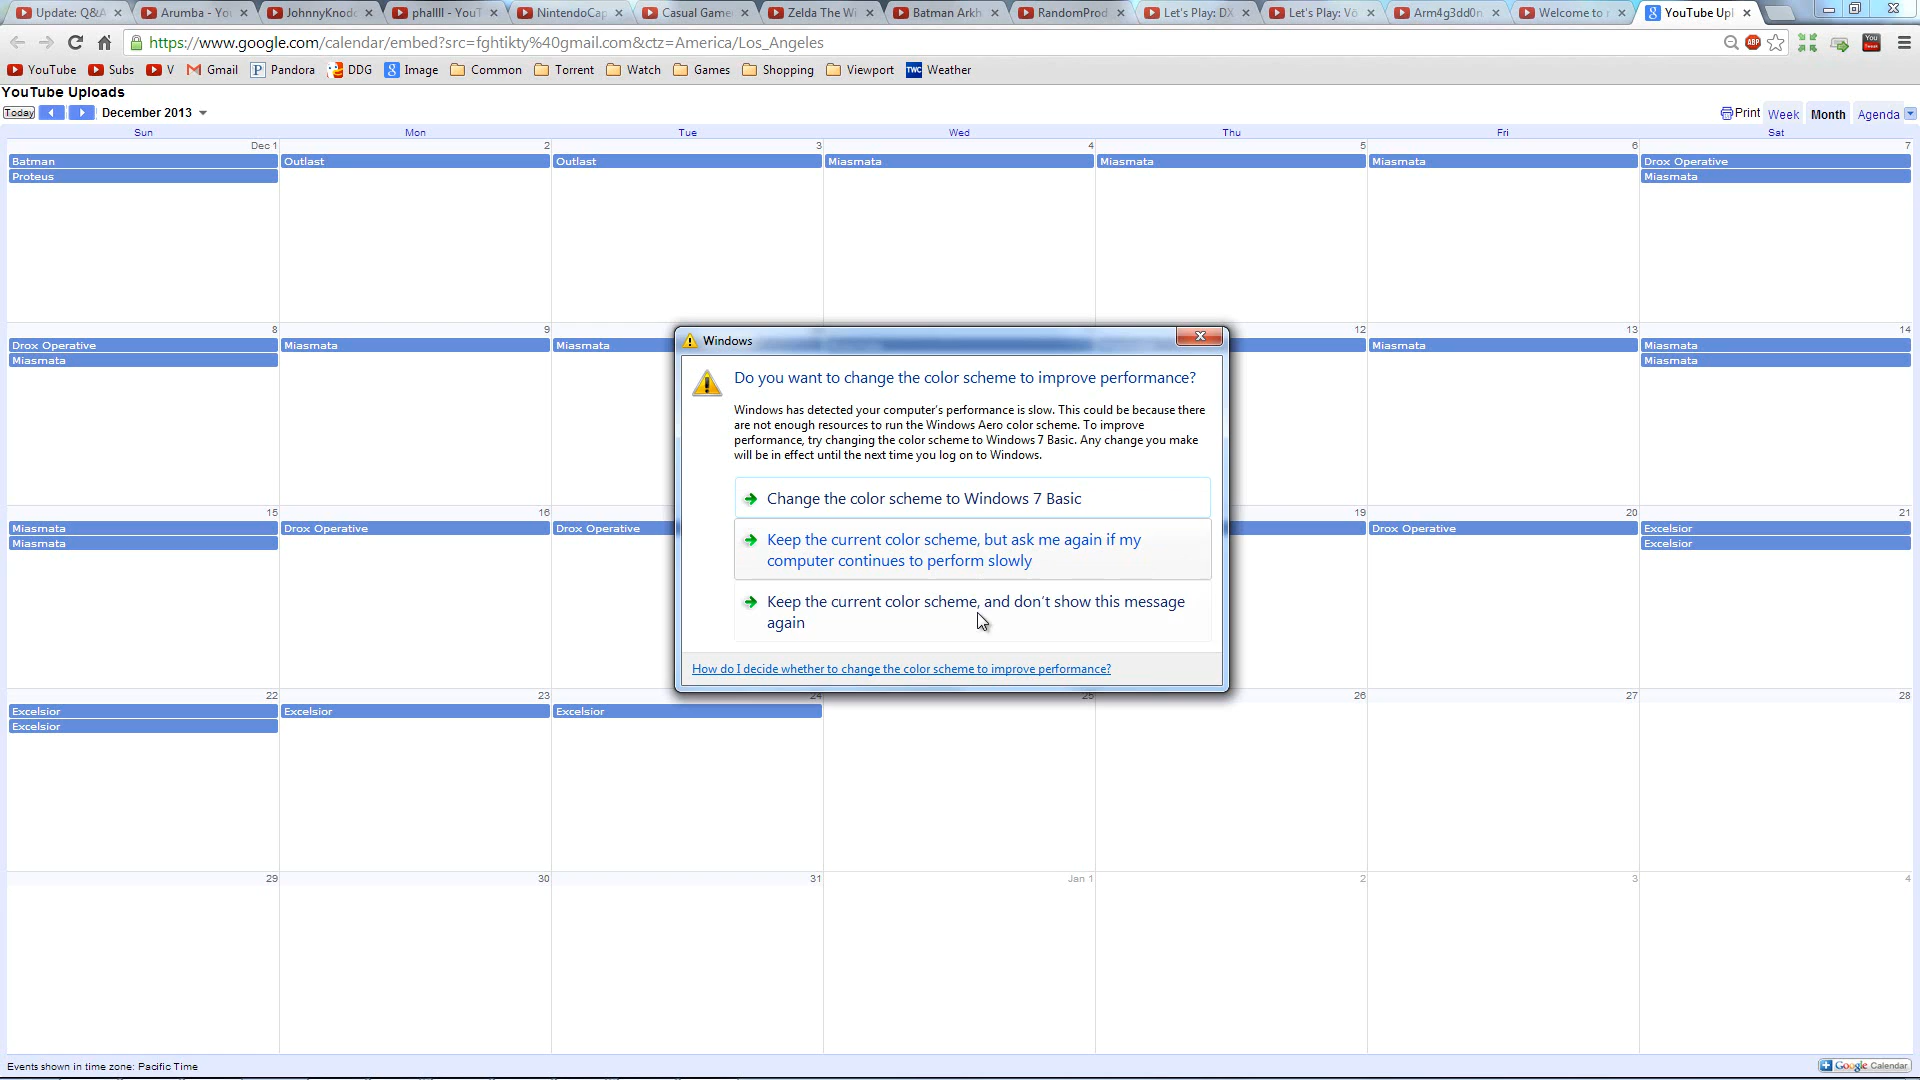 Update: Q&A
Arumba - You
JohnnyKnodo
phallll - YouT
NintendoCap
Casual Game
Zelda The Wi
Batman Arkh
RandomProd
Let's Play: DX
Let's Play: Vö
Arm4g3dd0n
Welcome to r
YouTube Upl
https://www.google.com/calendar/embed?src=fghtikty%40gmail.com&ctz=America/Los_Angeles
ABP
YouTube Subs V Gmail Pandora DDG Image Common Torrent Watch Games Shopping Viewport TWC Weather
YouTube Uploads
Today December 2013 Print Week Month Agenda
Sun Mon Tue Wed Thu Fri Sat
Dec 1 2 3 4 5 6 7
Batman Outlast Outlast Miasmata Miasmata Miasmata Drox Operative
Proteus Miasmata
8 9 12 13 14
Drox Operative Miasmata Miasmata Miasmata Miasmata
Miasmata Miasmata
15 16 19 20 21
Miasmata Drox Operative Drox Operative Drox Operative Excelsior
Miasmata Excelsior
22 23 24 25 26 27 28
Excelsior Excelsior Excelsior
Excelsior
29 30 31 Jan 1 2 3 4
Windows
Do you want to change the color scheme to improve performance?
Windows has detected your computer's performance is slow. This could be because there
are not enough resources to run the Windows Aero color scheme. To improve
performance, try changing the color scheme to Windows 7 Basic. Any change you make
will be in effect until the next time you log on to Windows.
Change the color scheme to Windows 7 Basic
Keep the current color scheme, but ask me again if my
computer continues to perform slowly
Keep the current color scheme, and don't show this message
again
How do I decide whether to change the color scheme to improve performance?
Events shown in time zone: Pacific Time
Google Calendar